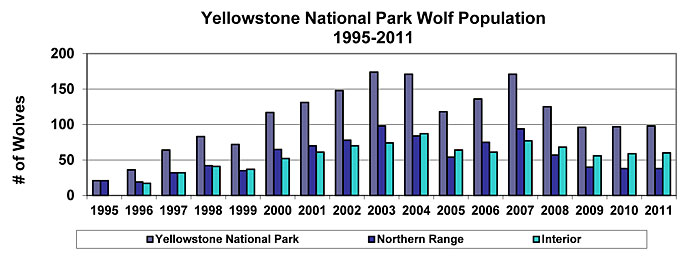 Yellowstone National Park Wolf Population
1995-2011
# of Wolves
200
150
100
50
0
1995 1996 1997 1998 1999 2000 2001 2002 2003 2004 2005 2006 2007 2008 2009 2010 2011
Yellowstone National Park Northern Range Interior